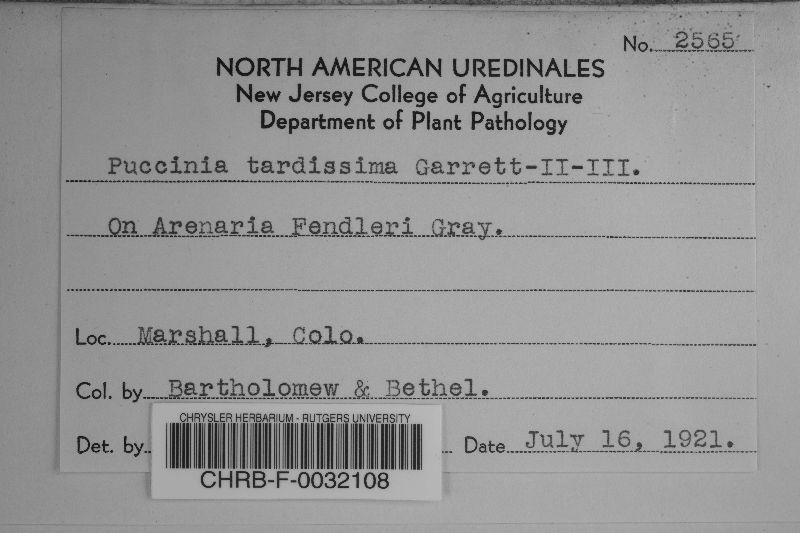 No. 2565
NORTH AMERICAN UREDINALES
New Jersey College of Agriculture
Department of Plant Pathology
Puccinia tardissima Garrett-II-III.
On Arenaria Fendleri Gray.
Loc. Marshall, Colo.
Col. by Bartholomew & Bethel.
Det. by Date July 16, 1921.
CHRYSLER HERBARIUM - RUTGERS UNIVERSITY
CHRB-F-0032108